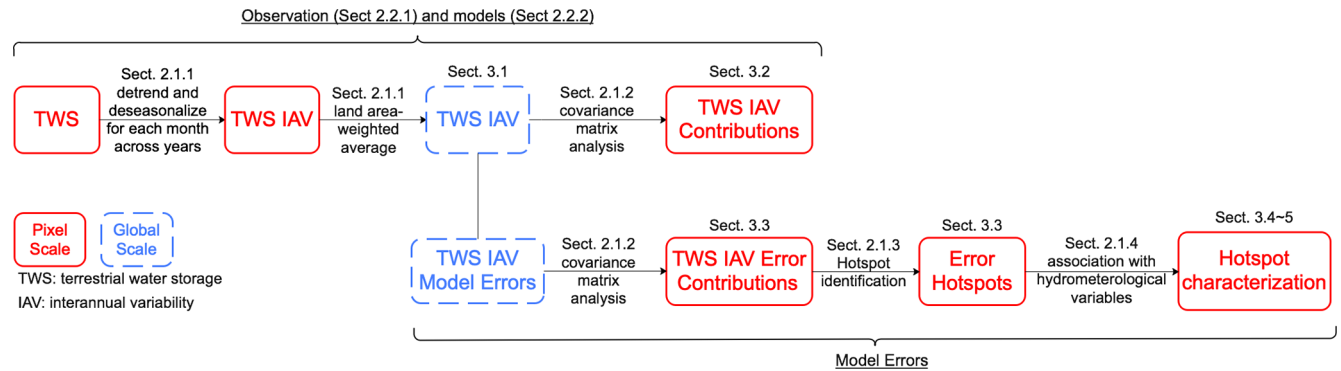 Observation (Sect 2.2.1) and models (Sect 2.2.2)
Sect. 2.1.1
detrend and
deseasonalize
for each month
across years
Sect. 2.1.1
land area-
weighted
average
Sect. 3.1
Sect. 2.1.2
covariance
matrix
analysis
Sect. 3.2
TWS
TWS IAV
TWS IAV
TWS IAV
Contributions
Pixel
Scale
Global
Scale
TWS: terrestrial water storage
IAV: interannual variability
TWS IAV
Model Errors
Sect. 2.1.2
covariance
matrix
analysis
Sect. 3.3
TWS IAV Error
Contributions
Sect. 2.1.3
Hotspot
identification
Sect. 3.3
Error
Hotspots
Sect. 2.1.4
association with
hydrometerological
variables
Sect. 3.4~5
Hotspot
characterization
Model Errors